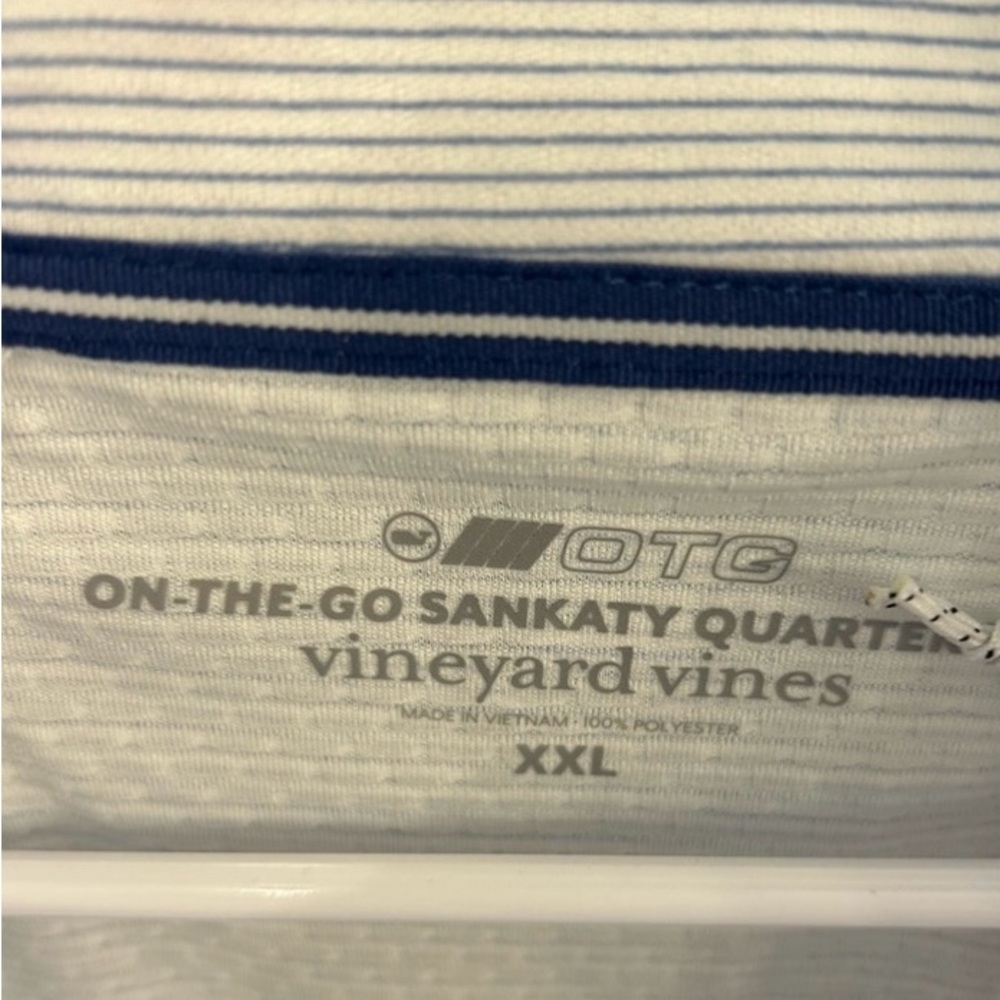 OTG
ON-THE-GO SANKATY QUARTER
vineyard vines
MADE IN VIETNAM · 100% POLYESTER
XXL